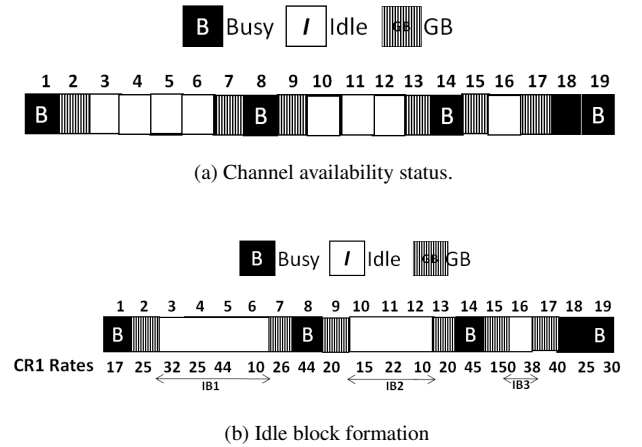 B Busy I Idle GB GB
1 2 3 4 5 6 7 8 9 10 11 12 13 14 15 16 17 18 19
B B B B
(a) Channel availability status.
B Busy I Idle GB GB
1 2 3 4 5 6 7 8 9 10 11 12 13 14 15 16 17 18 19
B B B B
CR1 Rates 17 25 32 25 44 10 26 44 20 15 22 10 20 45 150 38 40 25 30
IB1 IB2 IB3
(b) Idle block formation